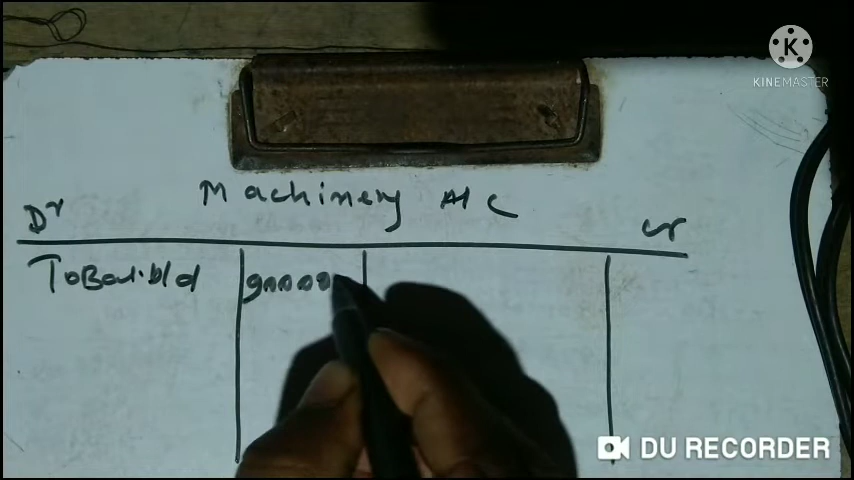 K
KINEMASTER
Machinery A/C
Dr
Cr
To Bal. b/d
DU RECORDER